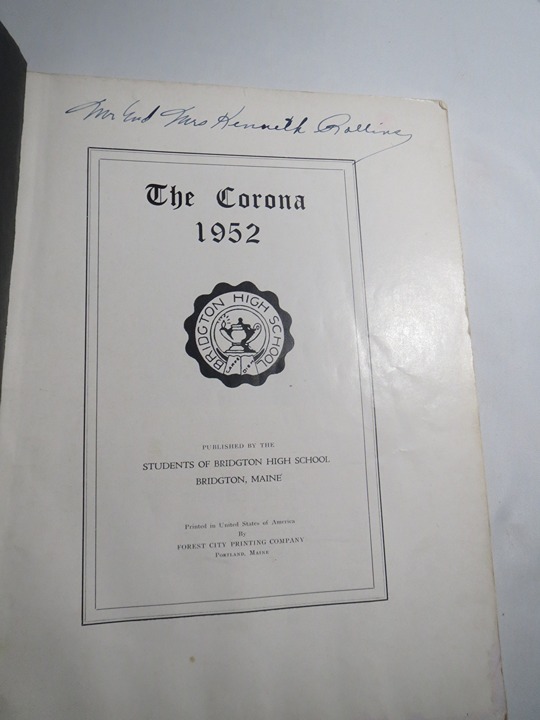 Mr and Mrs Kenneth Rollins
The Corona
1952
BRIDGTON HIGH SCHOOL
PUBLISHED BY THE
STUDENTS OF BRIDGTON HIGH SCHOOL
BRIDGTON, MAINE
Printed in United States of America
By
FOREST CITY PRINTING COMPANY
PORTLAND, MAINE